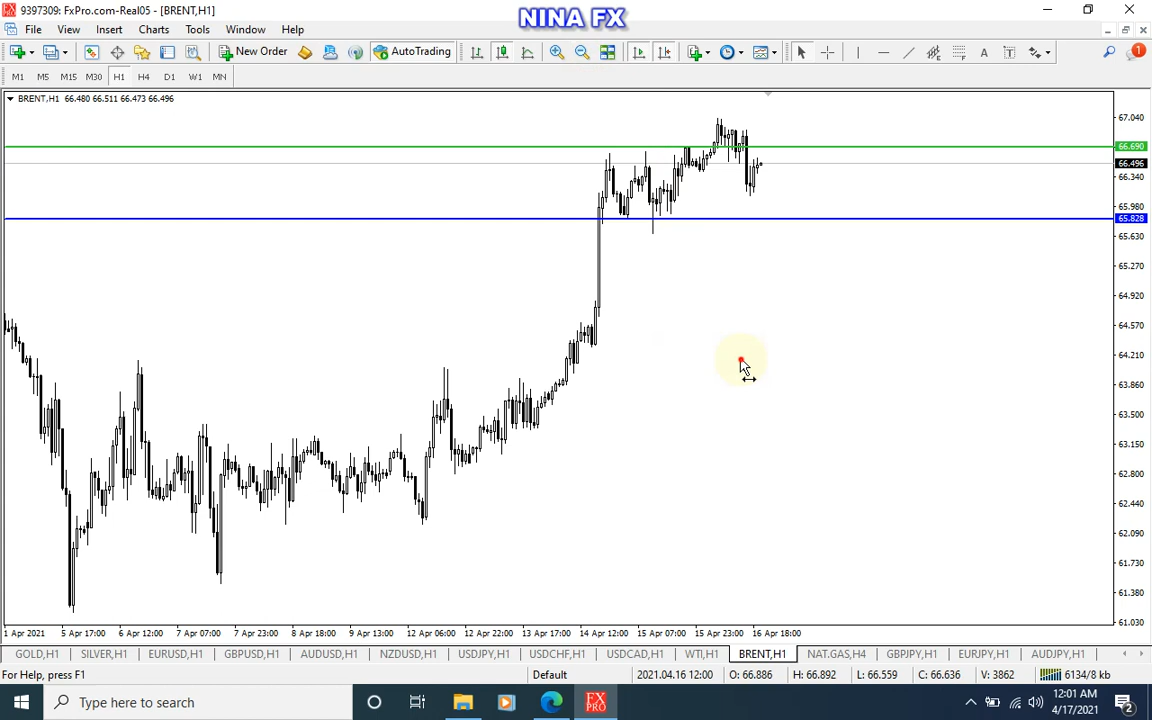 9397309: FxPro.com-Real05 - [BRENT,H1]
NINA FX
File View Insert Charts Tools Window Help
New Order AutoTrading
1
M1 M5 M15 M30 H1 H4 D1 W1 MN
BRENT,H1 66.480 66.511 66.473 66.496
67.040
66.690
66.496
66.340
65.980
65.828
65.630
65.270
64.920
64.570
64.210
63.860
63.500
63.150
62.800
62.440
62.090
61.730
61.380
61.030
1 Apr 2021 5 Apr 17:00 6 Apr 12:00 7 Apr 07:00 7 Apr 23:00 8 Apr 18:00 9 Apr 13:00 12 Apr 06:00 12 Apr 22:00 13 Apr 17:00 14 Apr 12:00 15 Apr 07:00 15 Apr 23:00 16 Apr 18:00
GOLD,H1 SILVER,H1 EURUSD,H1 GBPUSD,H1 AUDUSD,H1 NZDUSD,H1 USDJPY,H1 USDCHF,H1 USDCAD,H1 WTI,H1 BRENT,H1 NAT.GAS,H4 GBPJPY,H1 EURJPY,H1 AUDJPY,H1
For Help, press F1 Default 2021.04.16 12:00 O: 66.886 H: 66.892 L: 66.559 C: 66.636 V: 3862 6134/8 kb
Type here to search
FX PRO
12:01 AM
4/17/2021
2